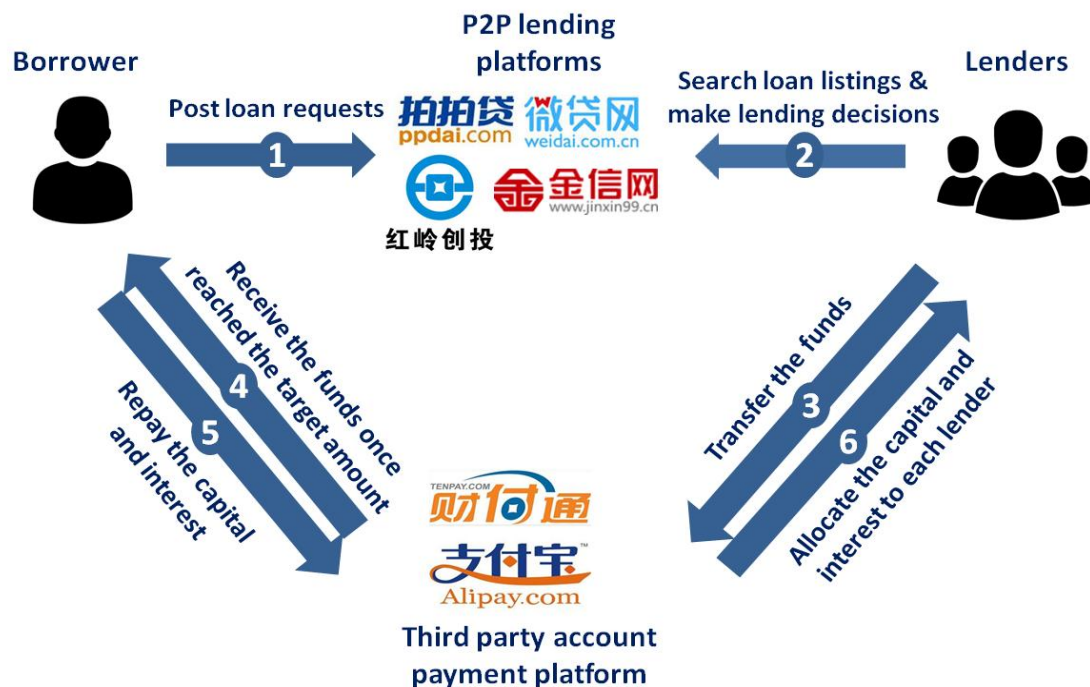 P2P lending
platforms
Borrower
Lenders
Post loan requests
Search loan listings &
make lending decisions
1
2
拍拍贷
ppdai.com
微贷网
weidai.com.cn
红岭创投
金 金信网
www.jinxin99.cn
Receive the funds once
reached the target amount
4
5
Repay the capital
and interest
Transfer the funds
3
6
Allocate the capital and
interest to each lender
TENPAY.COM
财付通
支付宝™
Alipay.com
Third party account
payment platform